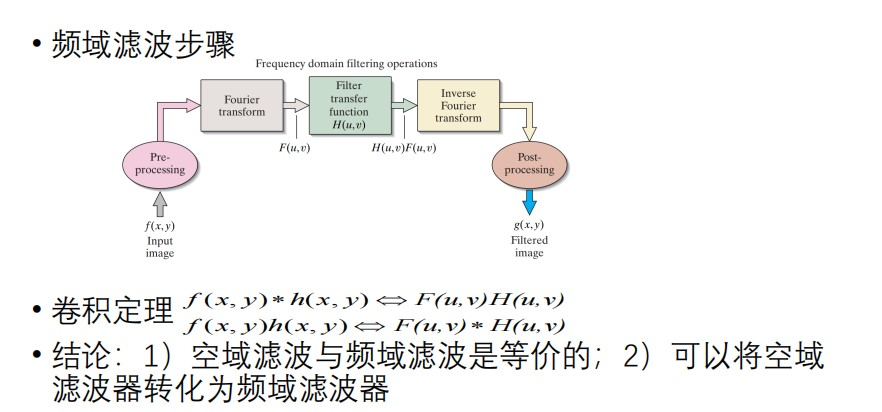 • 频域滤波步骤
Frequency domain filtering operations
Fourier
transform
Filter
transfer
function
H(u,v)
Inverse
Fourier
transform
F(u,v)
H(u,v)F(u,v)
Pre-
processing
Post-
processing
f(x,y)
Input
image
g(x,y)
Filtered
image
• 卷积定理 f(x, y)* h(x, y) ⇔ F(u,v)H(u,v)
f(x, y)h(x, y) ⇔ F(u,v)* H(u,v)
• 结论：1）空域滤波与频域滤波是等价的；2）可以将空域
滤波器转化为频域滤波器